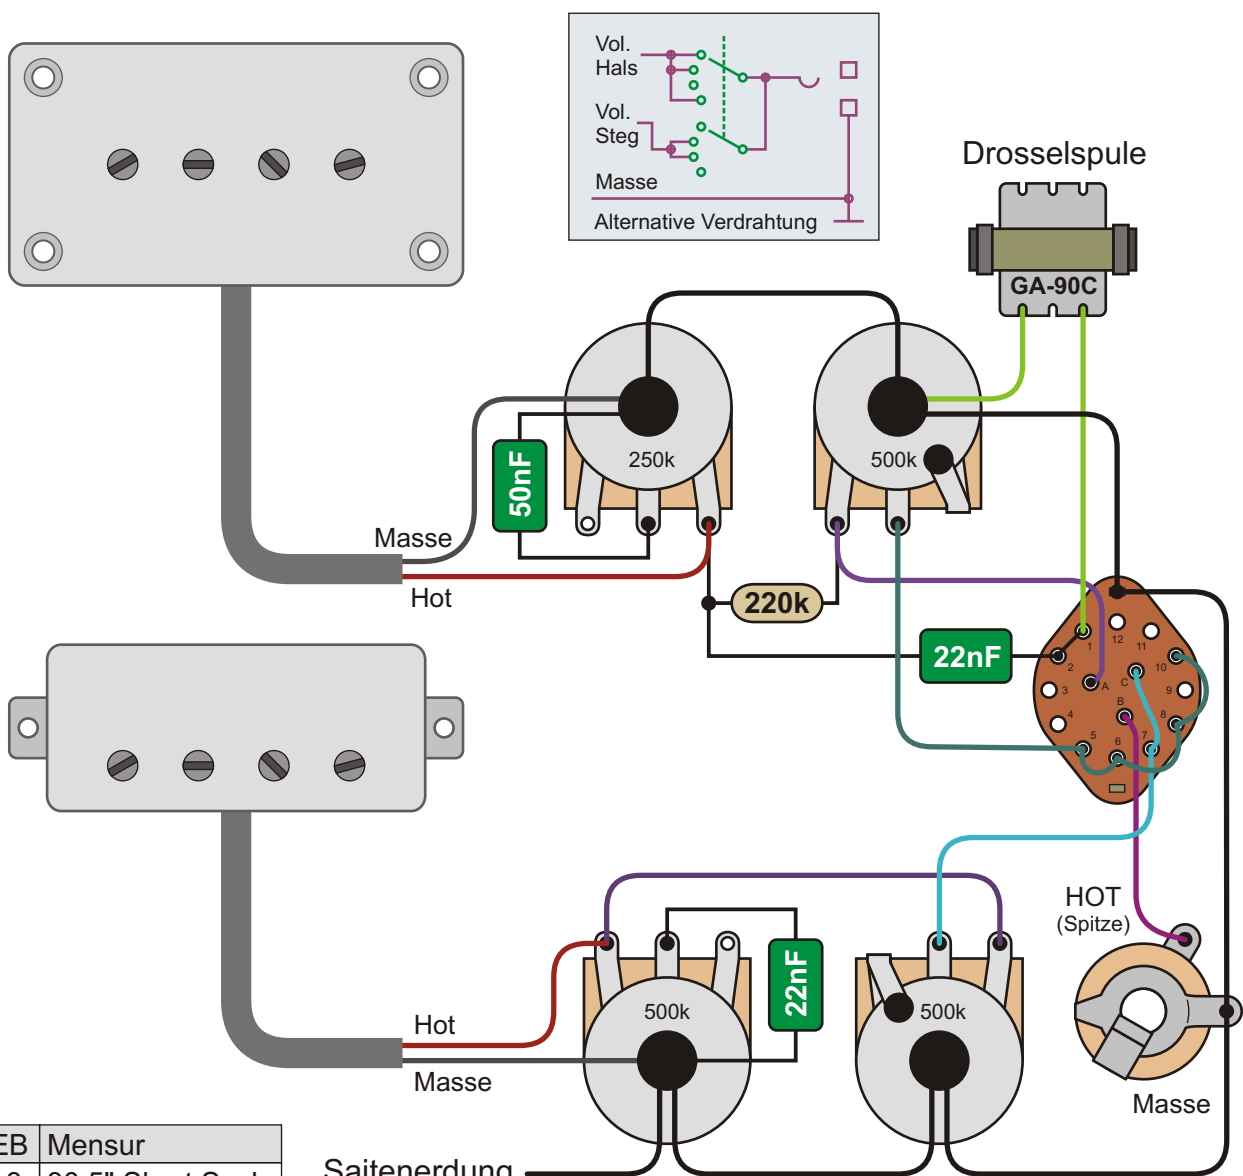 Vol.
Hals
Vol.
Steg
Masse
Alternative Verdrahtung
Drosselspule
GA-90C
250k
500k
50nF
Masse
Hot
220k
22nF
1
2
3
4
5
6
7
8
9
10
11
12
A
B
C
HOT
(Spitze)
500k
22nF
500k
Hot
Masse
Masse
EB Mensur
Saitenerdung